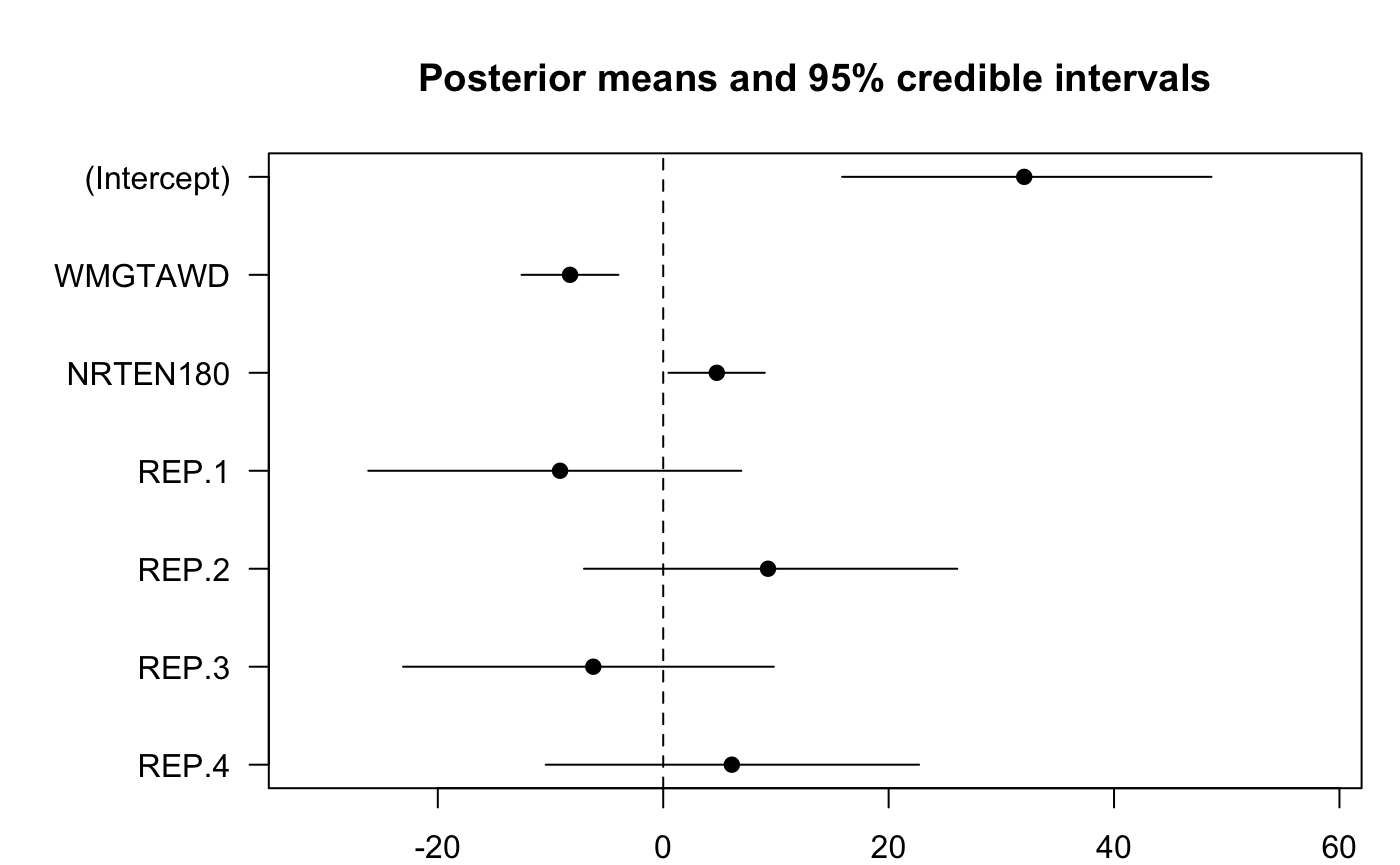 Posterior means and 95% credible intervals
(Intercept)
WMGTAWD
NRTEN180
REP.1
REP.2
REP.3
REP.4
-20 0 20 40 60